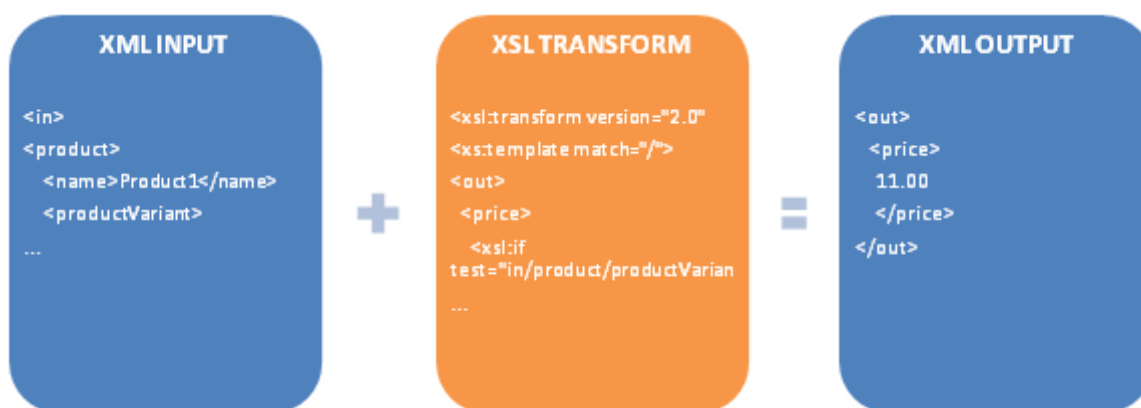 XML INPUT
<in>
<product>
<name>Product1</name>
<productVariant>
...
XSL TRANSFORM
<xsl:transform version="2.0"
<xs:template match="/">
<out>
<price>
<xsl:if
test="in/product/productVarian
...
XML OUTPUT
<out>
<price>
11.00
</price>
</out>